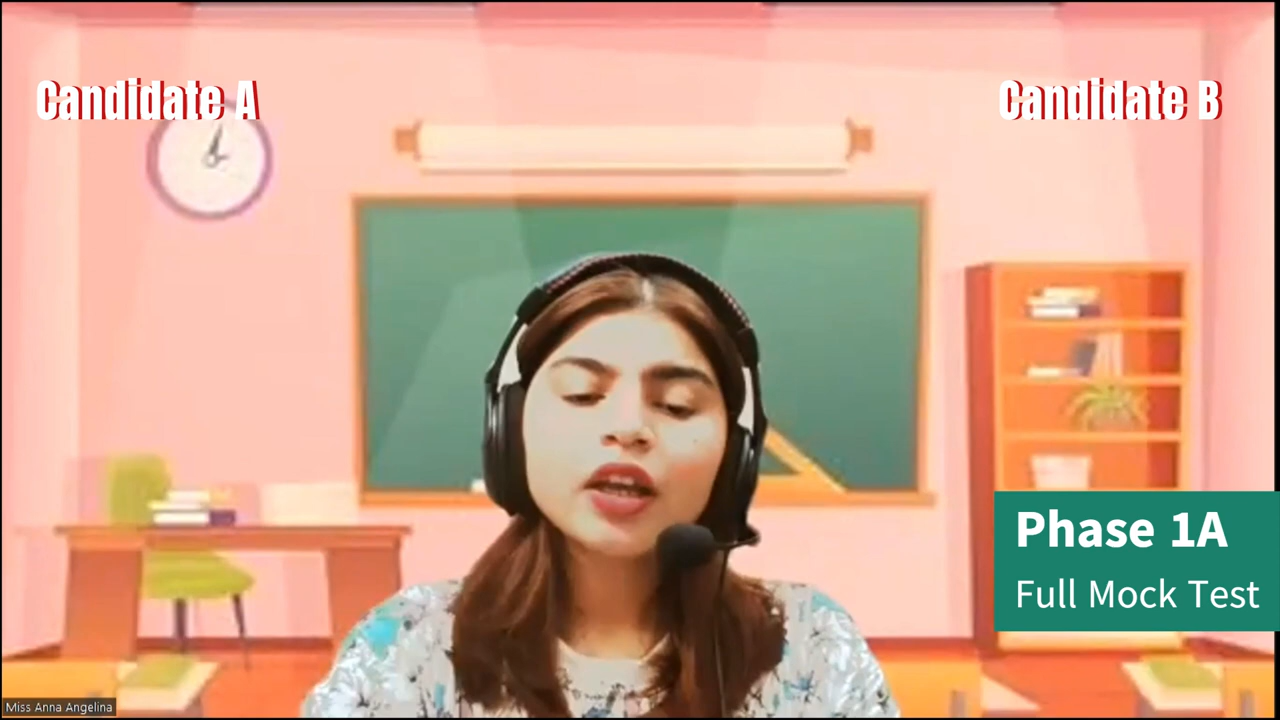 Candidate A
Candidate B
Phase 1A
Full Mock Test
Miss Anna Angelina